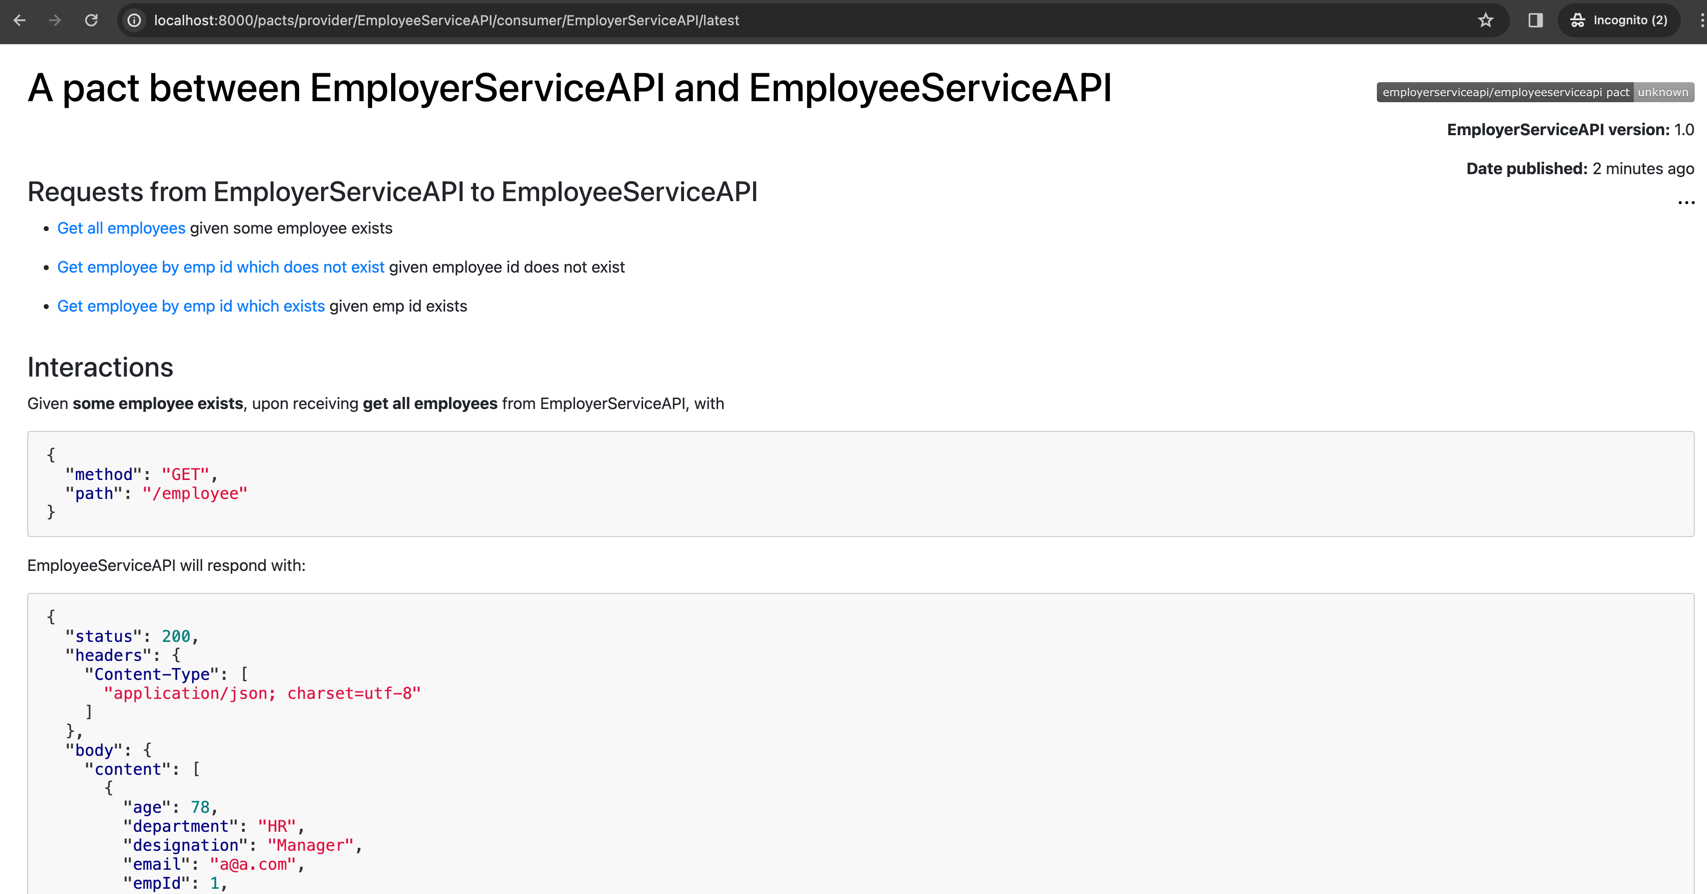 localhost:8000/pacts/provider/EmployeeServiceAPI/consumer/EmployerServiceAPI/latest
Incognito (2)
A pact between EmployerServiceAPI and EmployeeServiceAPI
employerserviceapi/employeeserviceapi pact unknown
EmployerServiceAPI version: 1.0
Date published: 2 minutes ago
...
Requests from EmployerServiceAPI to EmployeeServiceAPI
• Get all employees given some employee exists
• Get employee by emp id which does not exist given employee id does not exist
• Get employee by emp id which exists given emp id exists
Interactions
Given some employee exists, upon receiving get all employees from EmployerServiceAPI, with
{
  "method": "GET",
  "path": "/employee"
}
EmployeeServiceAPI will respond with:
{
  "status": 200,
  "headers": {
    "Content-Type": [
      "application/json; charset=utf-8"
    ]
  },
  "body": {
    "content": [
      {
        "age": 78,
        "department": "HR",
        "designation": "Manager",
        "email": "a@a.com",
        "empId": 1,